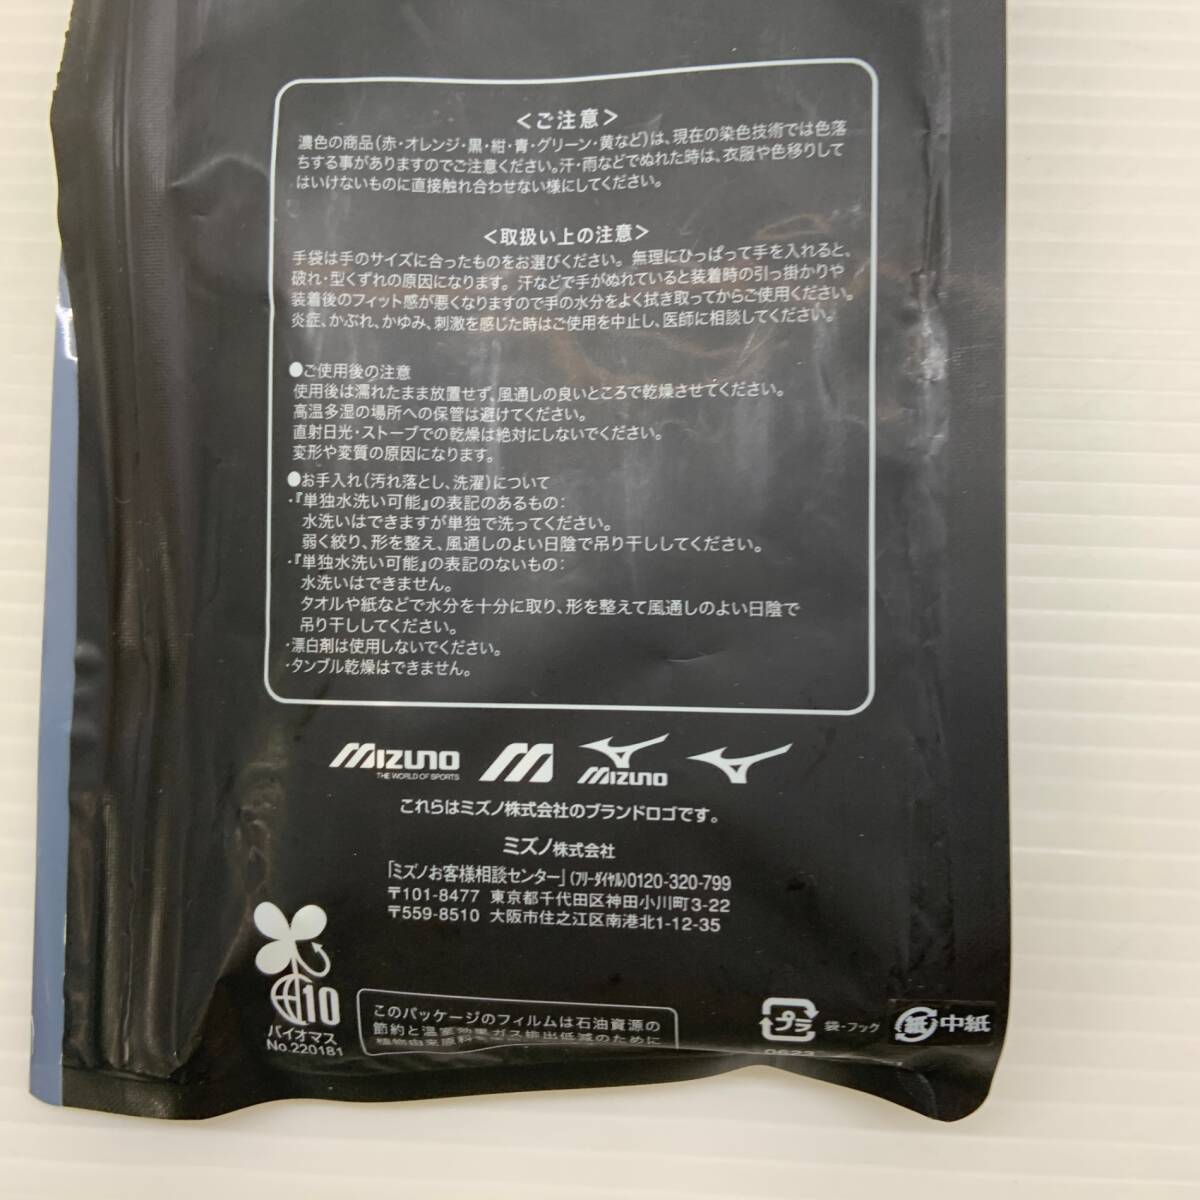 ＜ご注意＞
濃色の商品(赤・オレンジ・黒・紺・青・グリーン・黄など)は、現在の染色技術では色落
ちする事がありますのでご注意ください。汗・雨などでぬれた時は、衣服や色移りして
はいけないものに直接触れ合わせない様にしてください。
＜取扱い上の注意＞
手袋は手のサイズに合ったものをお選びください。無理にひっぱって手を入れると、
破れ・型くずれの原因になります。汗などで手がぬれていると装着時の引っ掛かりや
装着後のフィット感が悪くなりますので手の水分をよく拭き取ってからご使用ください。
炎症、かぶれ、かゆみ、刺激を感じた時はご使用を中止し、医師に相談してください。
●ご使用後の注意
使用後は濡れたまま放置せず、風通しの良いところで乾燥させてください。
高温多湿の場所への保管は避けてください。
直射日光・ストーブでの乾燥は絶対にしないでください。
変形や変質の原因になります。
●お手入れ(汚れ落とし、洗濯)について
・『単独水洗い可能』の表記のあるもの：
水洗いはできますが単独で洗ってください。
弱く絞り、形を整え、風通しのよい日陰で吊り干ししてください。
・『単独水洗い可能』の表記のないもの：
水洗いはできません。
タオルや紙などで水分を十分に取り、形を整えて風通しのよい日陰で
吊り干ししてください。
・漂白剤は使用しないでください。
・タンブル乾燥はできません。
MIZUNO
THE WORLD OF SPORTS
M
MIZUNO
これらはミズノ株式会社のブランドロゴです。
ミズノ株式会社
「ミズノお客様相談センター」(フリーダイヤル)0120-320-799
〒101-8477 東京都千代田区神田小川町3-22
〒559-8510 大阪市住之江区南港北1-12-35
10
バイオマス
No.220181
このパッケージのフィルムは石油資源の
節約と温室効果ガス排出低減のために
植物由来原料
プラ
袋・フック
紙 中紙
0623